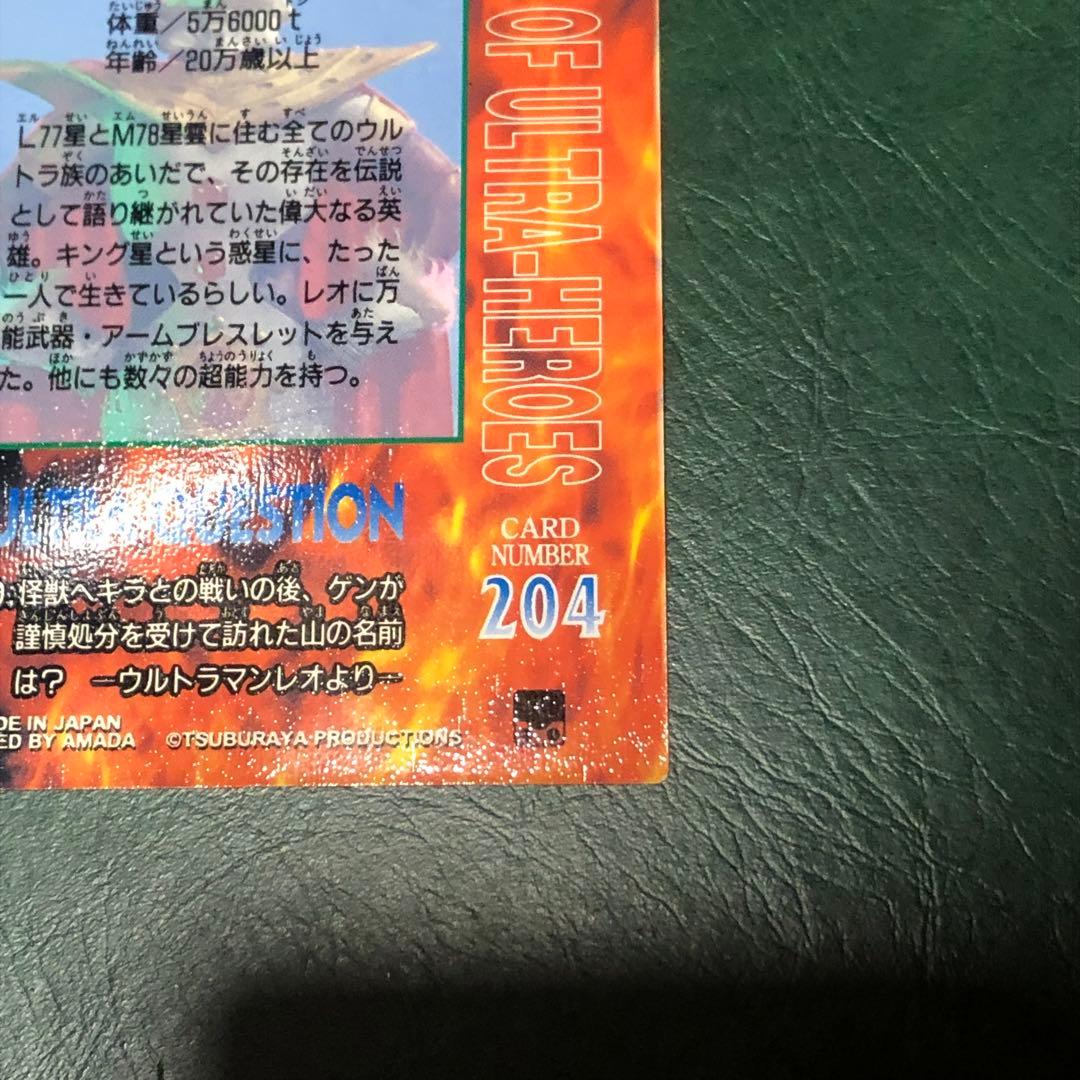 体重／5万6000t
年齢／20万歳以上
L77星とM78星雲に住む全てのウル
トラ族のあいだで、その存在を伝説
として語り継がれていた偉大なる英
雄。キング星という惑星に、たった
一人で生きているらしい。レオに万
能武器・アームブレスレットを与え
た。他にも数々の超能力を持つ。
OF ULTRA-HEROES
QUESTION
怪獣ヘキラとの戦いの後、ゲンが
謹慎処分を受けて訪れた山の名前
は？ ―ウルトラマンレオより―
CARD
NUMBER
204
DE IN JAPAN
ED BY AMADA ©TSUBURAYA PRODUCTIONS